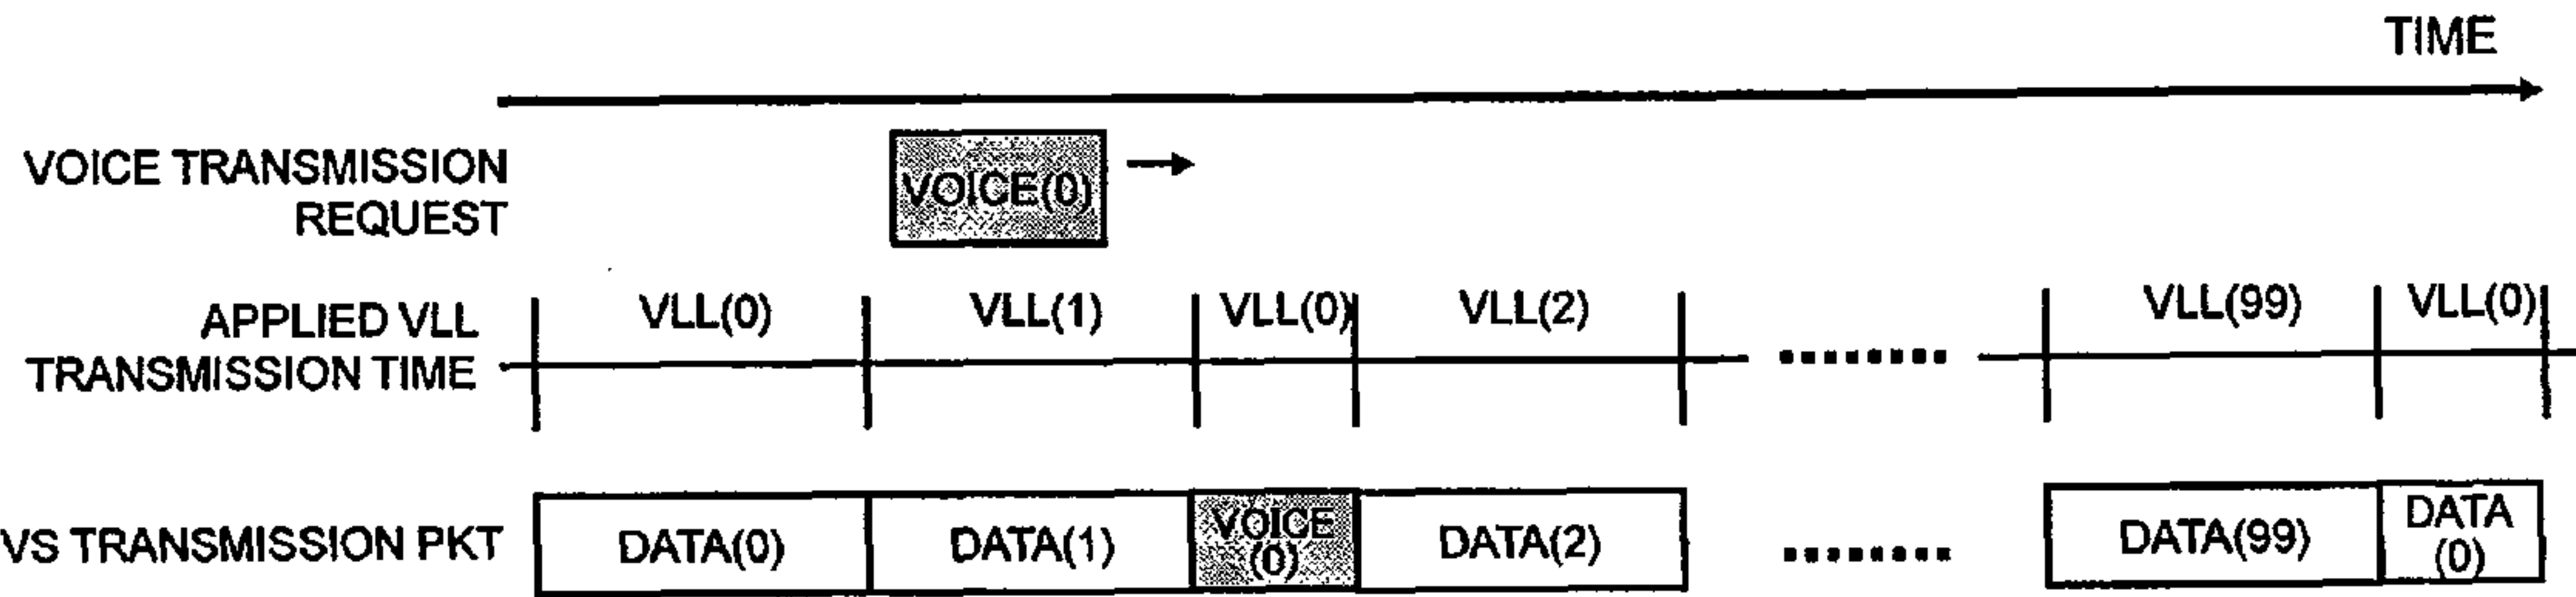 TIME
VOICE TRANSMISSION
REQUEST
VOICE(0)
APPLIED VLL
TRANSMISSION TIME
VLL(0) VLL(1) VLL(0) VLL(2) VLL(99) VLL(0)
VS TRANSMISSION PKT
DATA(0) DATA(1) VOICE DATA(2) DATA(99) DATA
(0) (0)